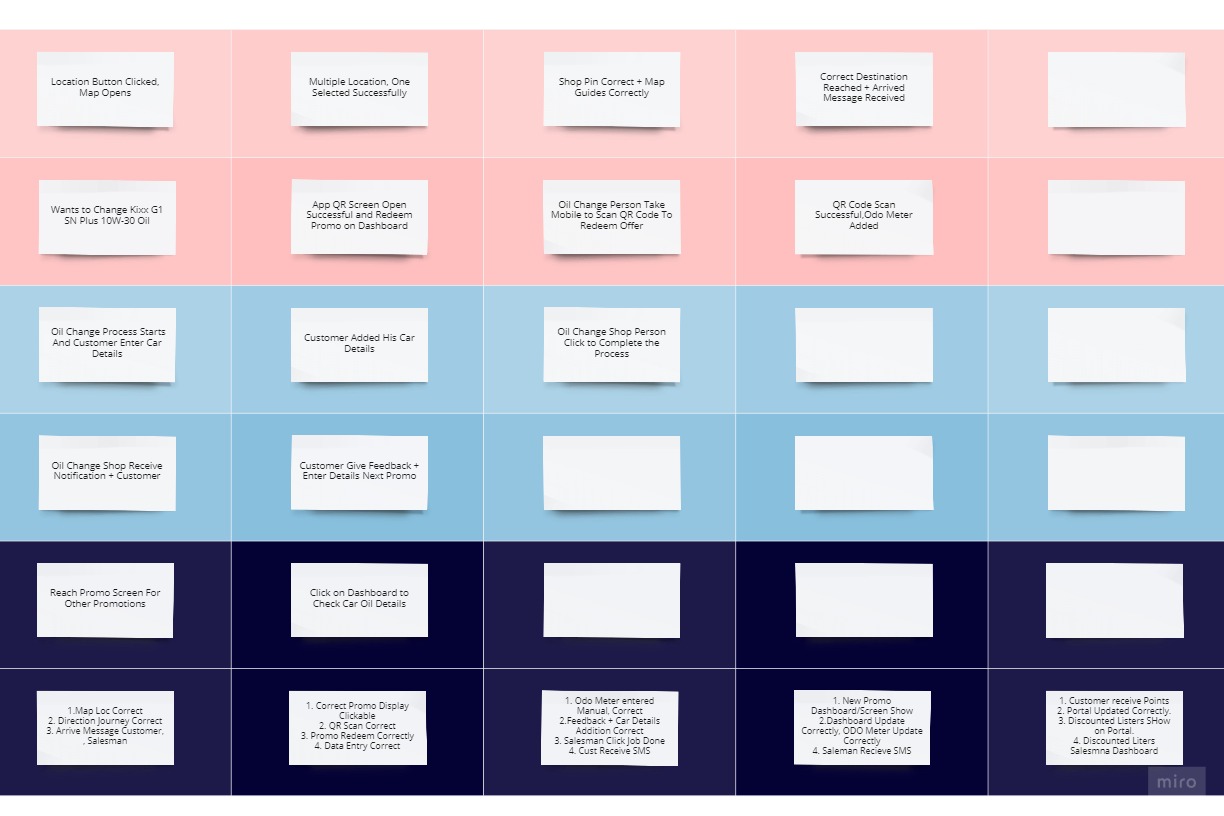 Location Button Clicked,
Map Opens
Multiple Location, One
Selected Successfully
Shop Pin Correct + Map
Guides Correctly
Correct Destination
Reached + Arrived
Message Received
Wants to Change Kixx G1
SN Plus 10W-30 Oil
App QR Screen Open
Successful and Redeem
Promo on Dashboard
Oil Change Person Take
Mobile to Scan QR Code To
Redeem Offer
QR Code Scan
Successful,Odo Meter
Added
Oil Change Process Starts
And Customer Enter Car
Details
Customer Added His Car
Details
Oil Change Shop Person
Click to Complete the
Process
Oil Change Shop Receive
Notification + Customer
Customer Give Feedback +
Enter Details Next Promo
Reach Promo Screen For
Other Promotions
Click on Dashboard to
Check Car Oil Details
1.Map Loc Correct
2. Direction Journey Correct
3. Arrive Message Customer,
, Salesman
1. Correct Promo Display
Clickable
2. QR Scan Correct
3. Promo Redeem Correctly
4. Data Entry Correct
1. Odo Meter entered
Manual, Correct
2.Feedback + Car Details
Addition Correct
3. Salesman Click Job Done
4. Cust Receive SMS
1. New Promo
Dashboard/Screen Show
2.Dashboard Update
Correctly, ODO Meter Update
Correctly
4. Saleman Recieve SMS
1. Customer receive Points
2. Portal Updated Correctly.
3. Discounted Listers SHow
on Portal.
4. Discounted Liters
Salesmna Dashboard
miro